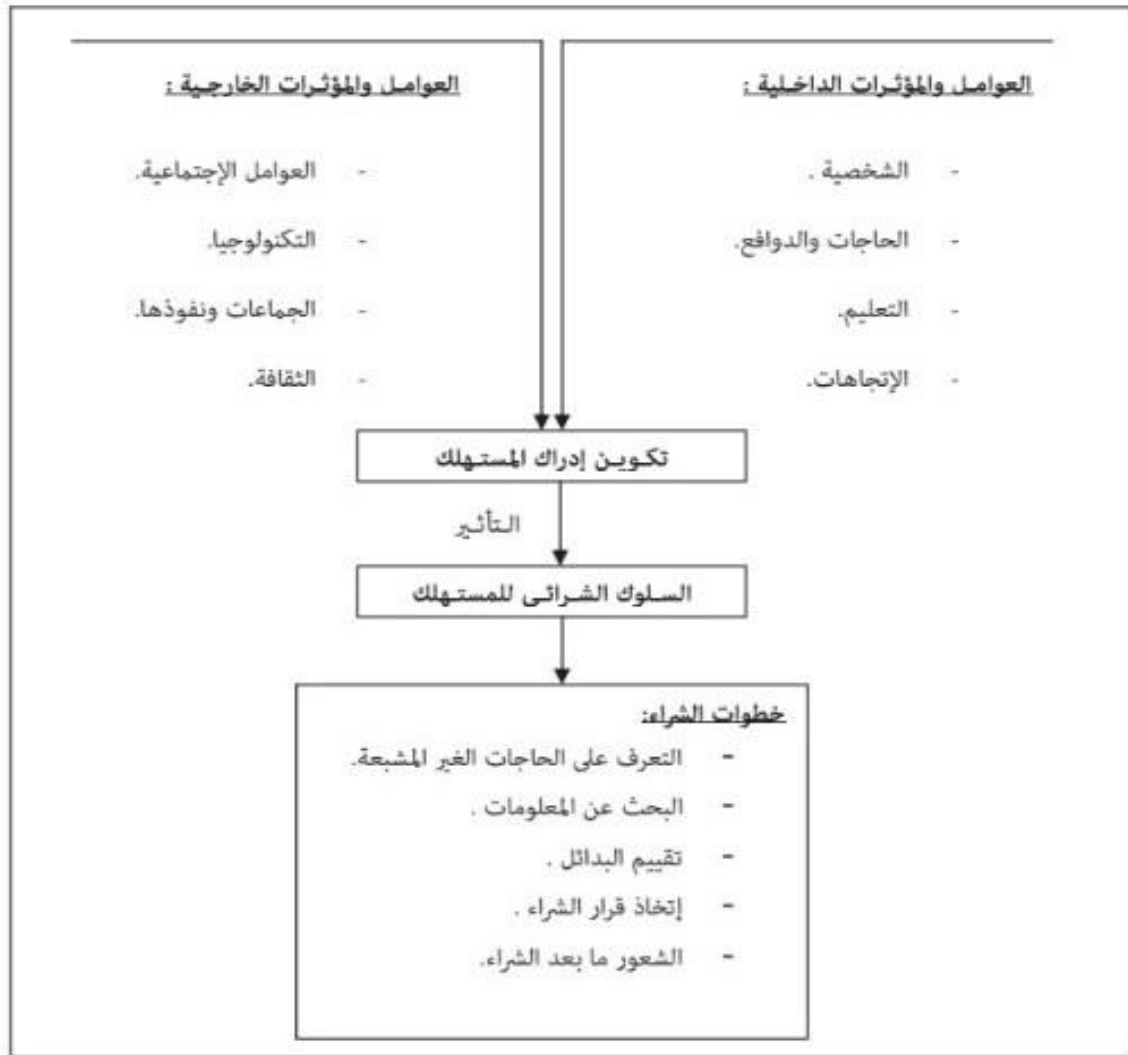 العوامل والمؤثرات الداخلية :
- الشخصية .
- الحاجات والدوافع.
- التعليم.
- الإتجاهات.
العوامل والمؤثرات الخارجية :
- العوامل الإجتماعية.
- التكنولوجيا.
- الجماعات ونفوذها.
- الثقافة.
تكوين إدراك المستهلك
التأثير
السلوك الشرائى للمستهلك
خطوات الشراء:
- التعرف على الحاجات الغير المشبعة.
- البحث عن المعلومات .
- تقييم البدائل .
- إتخاذ قرار الشراء .
- الشعور ما بعد الشراء.